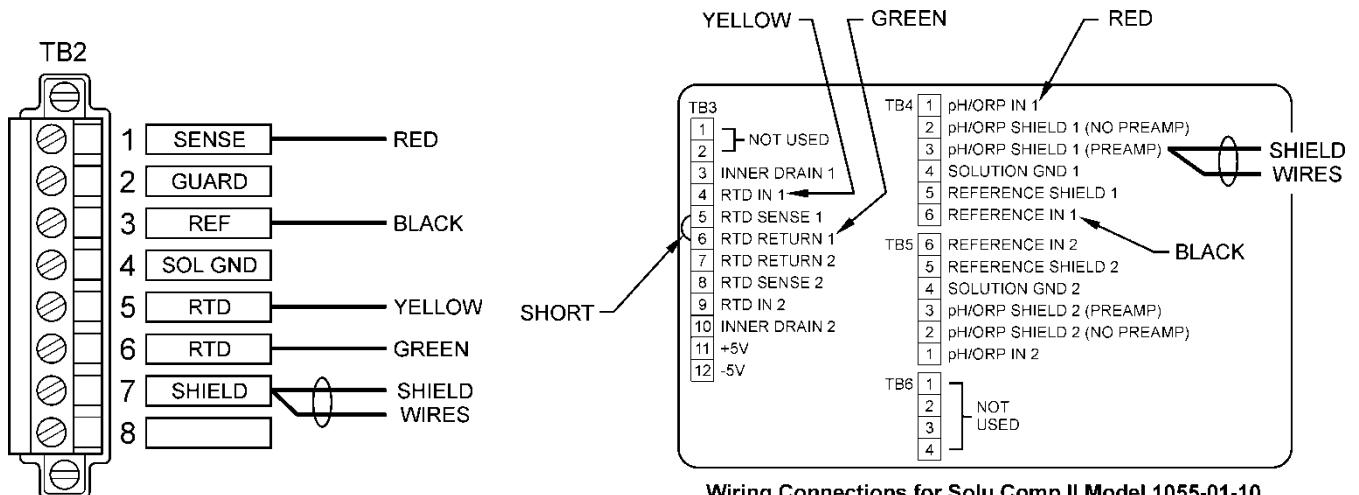 TB2
1 SENSE RED
2 GUARD
3 REF BLACK
4 SOL GND
5 RTD YELLOW
6 RTD GREEN
7 SHIELD SHIELD
WIRES
8
YELLOW GREEN RED
TB3
1
2
NOT USED
3 INNER DRAIN 1
4 RTD IN 1
5 RTD SENSE 1
6 RTD RETURN 1
7 RTD RETURN 2
8 RTD SENSE 2
9 RTD IN 2
10 INNER DRAIN 2
11 +5V
12 -5V
SHORT
TB4 1 pH/ORP IN 1
2 pH/ORP SHIELD 1 (NO PREAMP)
3 pH/ORP SHIELD 1 (PREAMP)
4 SOLUTION GND 1
5 REFERENCE SHIELD 1
6 REFERENCE IN 1
SHIELD
WIRES
BLACK
TB5 6 REFERENCE IN 2
5 REFERENCE SHIELD 2
4 SOLUTION GND 2
3 pH/ORP SHIELD 2 (PREAMP)
2 pH/ORP SHIELD 2 (NO PREAMP)
1 pH/ORP IN 2
TB6 1
2
3
4
NOT
USED
Wiring Connections for Solu Comp II Model 1055-01-10